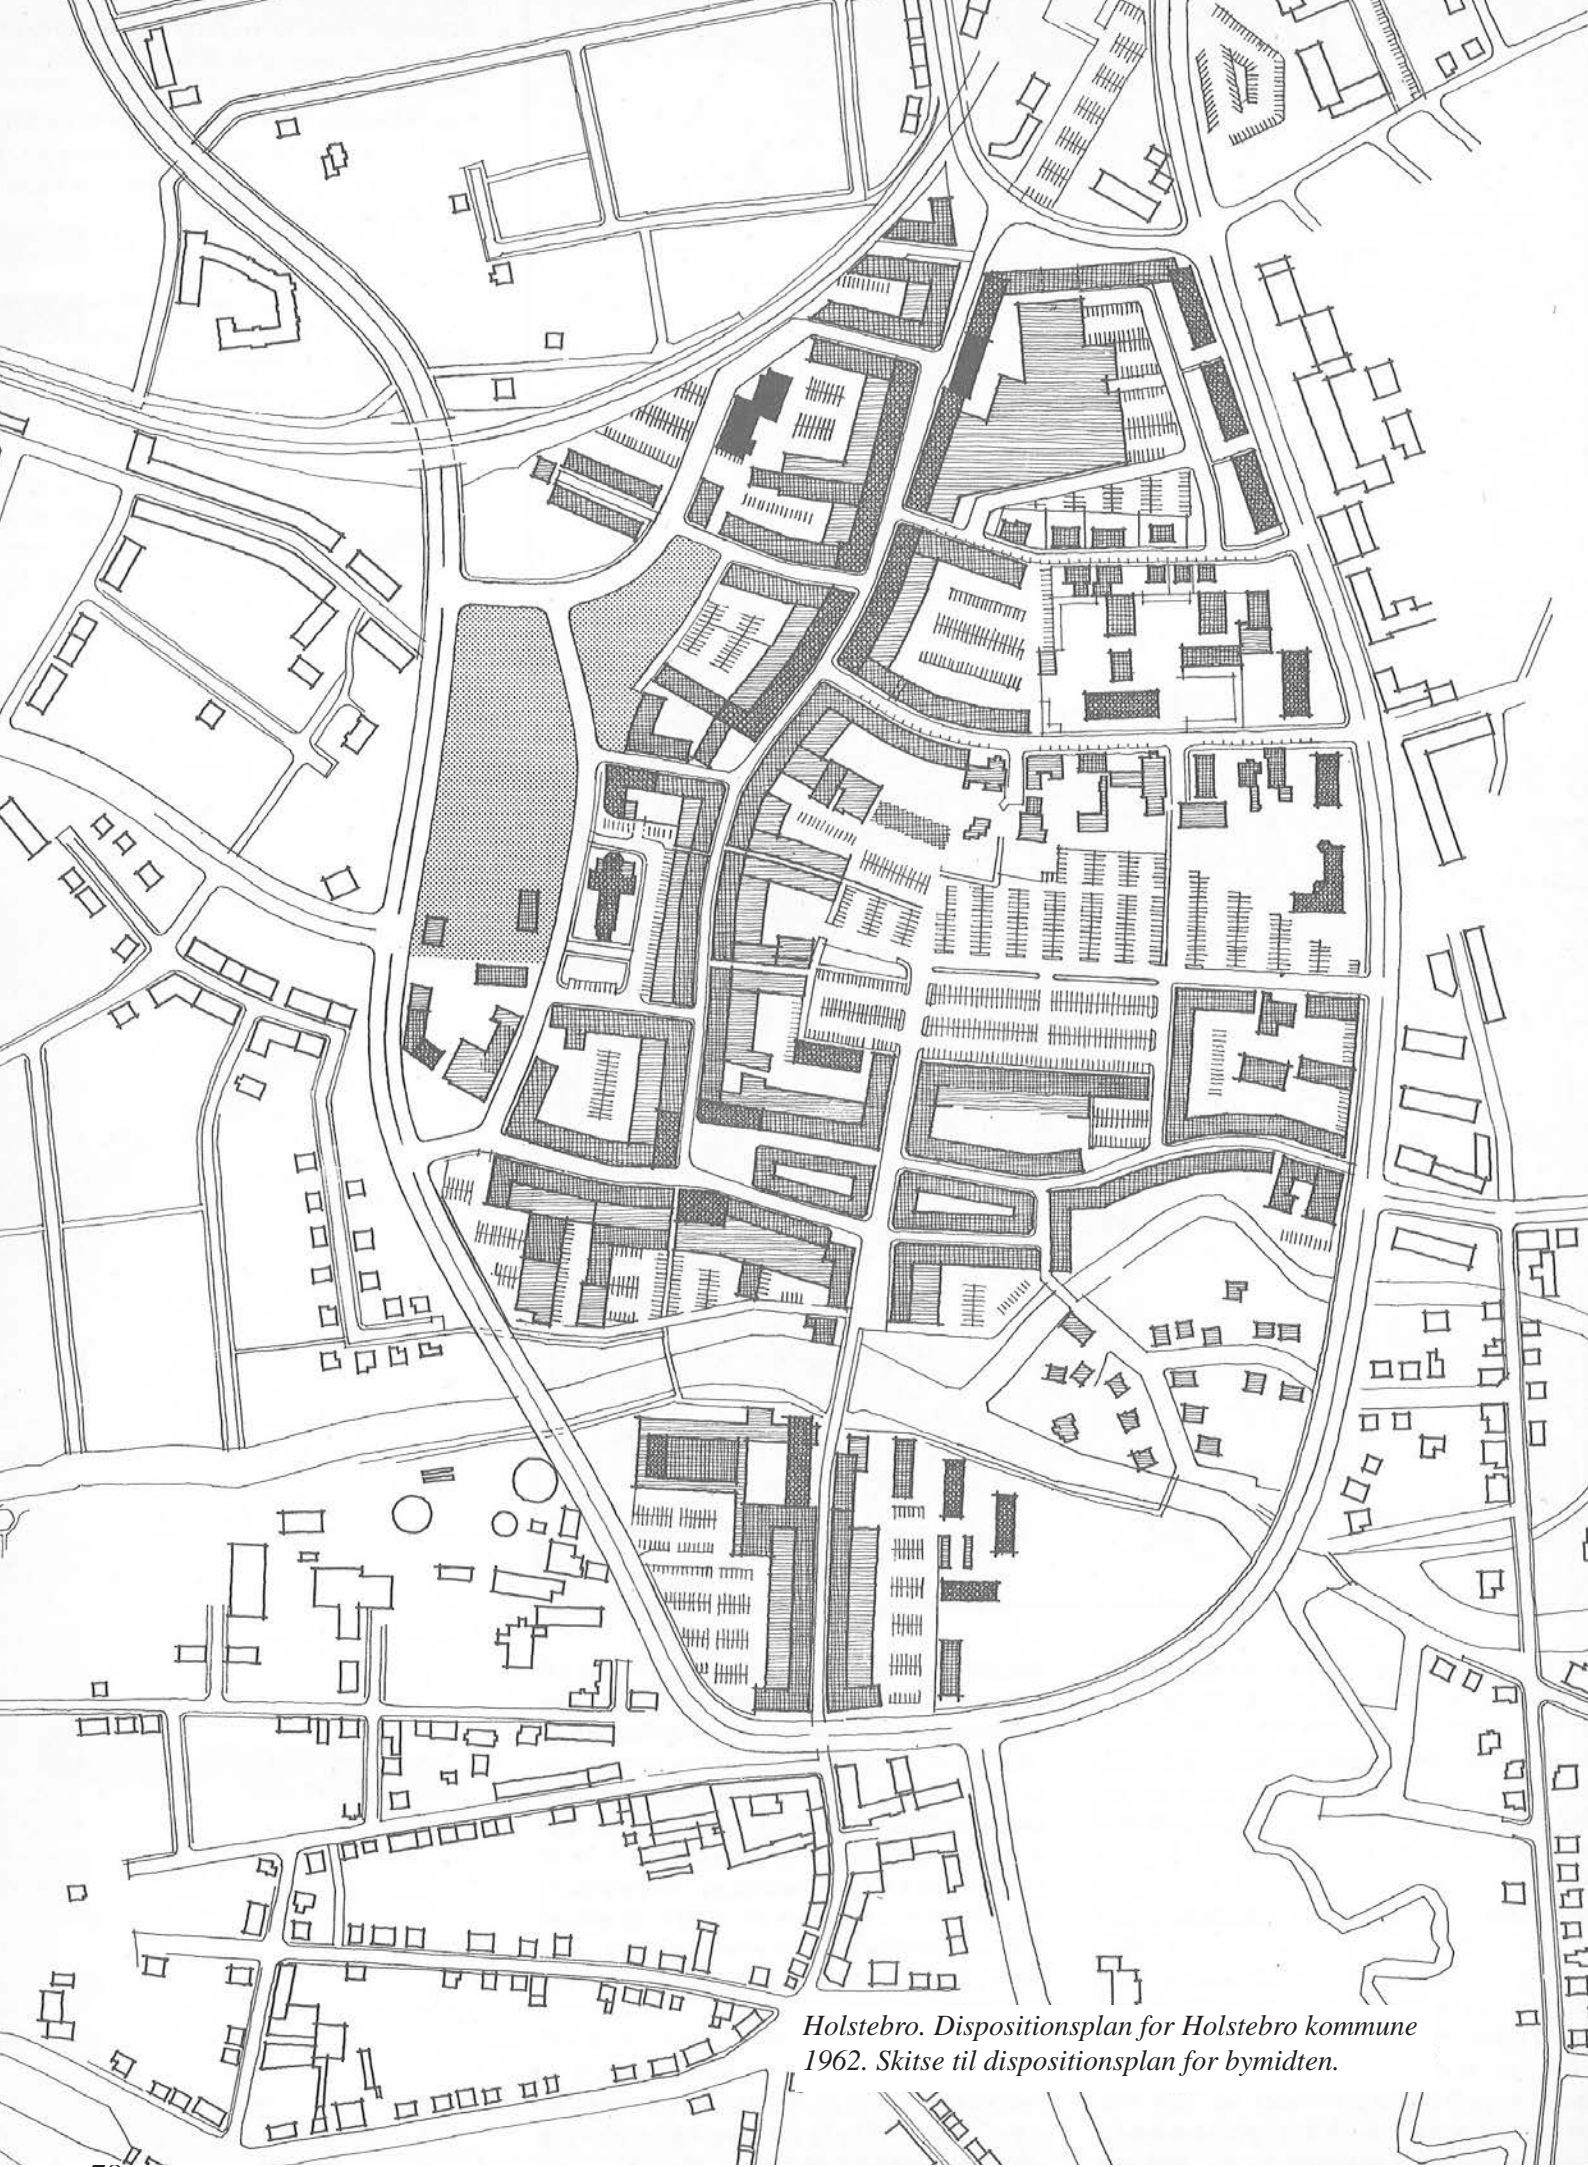 Holstebro. Dispositionsplan for Holstebro kommune
1962. Skitse til dispositionsplan for bymidten.